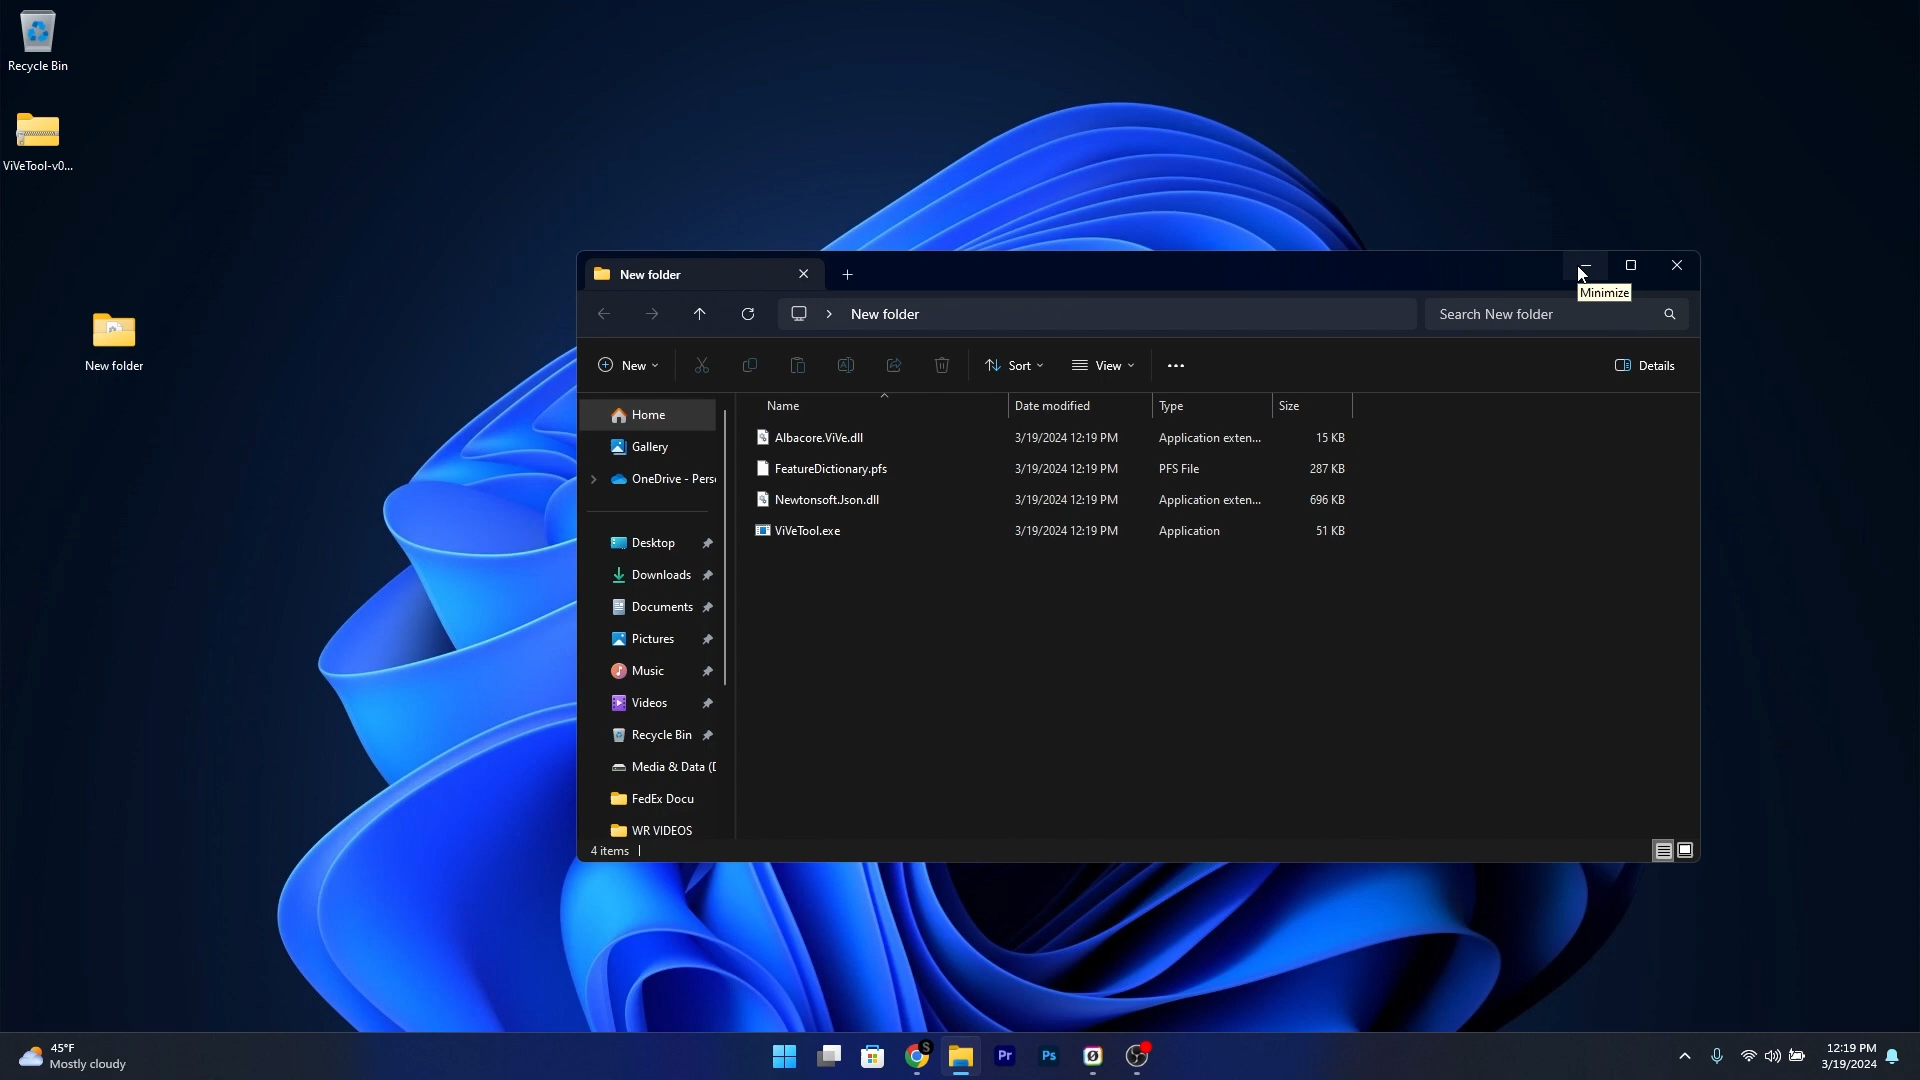 Recycle Bin
ViVeTool-v0...
New folder
New folder
Minimize
New folder
Search New folder
New
Sort
View
Details
Name Date modified Type Size
Home
Gallery
OneDrive - Pers
Desktop
Downloads
Documents
Pictures
Music
Videos
Recycle Bin
Media & Data (D
FedEx Docu
WR VIDEOS
Albacore.ViVe.dll 3/19/2024 12:19 PM Application exten... 15 KB
FeatureDictionary.pfs 3/19/2024 12:19 PM PFS File 287 KB
Newtonsoft.Json.dll 3/19/2024 12:19 PM Application exten... 696 KB
ViVeTool.exe 3/19/2024 12:19 PM Application 51 KB
4 items
45°F
Mostly cloudy
S
Pr
Ps
12:19 PM
3/19/2024